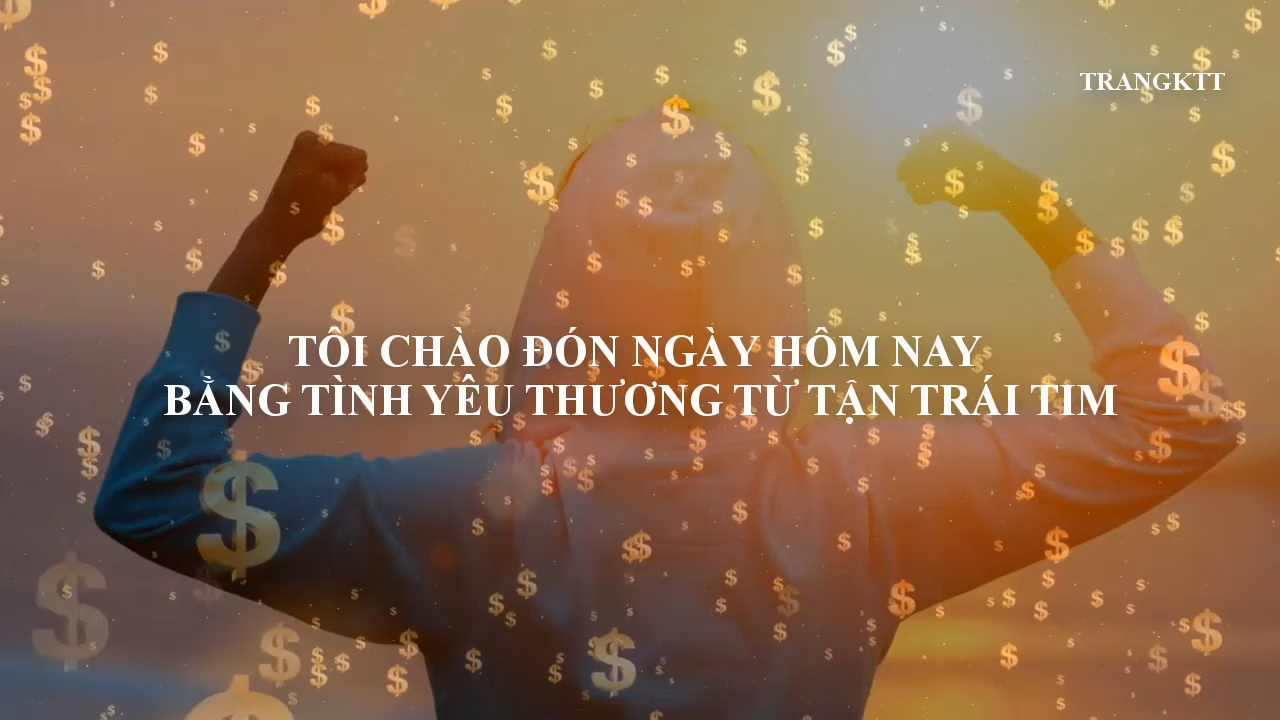 TRANGKTT
TÔI CHÀO ĐÓN NGÀY HÔM NAY
BẰNG TÌNH YÊU THƯƠNG TỪ TẬN TRÁI TIM